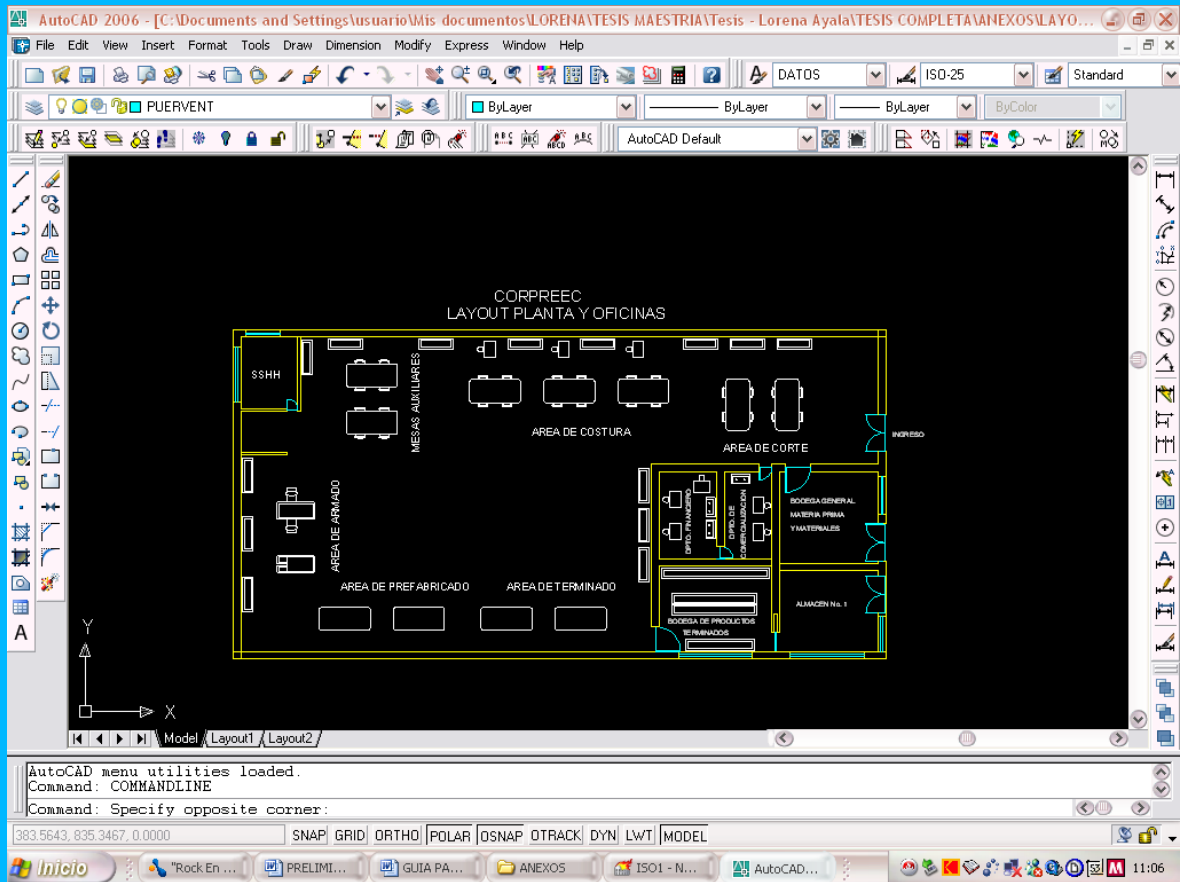 AutoCAD 2006 - [C:\Documents and Settings\usuario\Mis documentos\LORENA\TESIS MAESTRIA\Tesis - Lorena Ayala\TESIS COMPLETA\ANEXOS\LAYO...
File Edit View Insert Format Tools Draw Dimension Modify Express Window Help
DATOS ISO-25 Standard
PUERVENT ByLayer ByLayer ByLayer ByColor
AutoCAD Default
CORPREEC
LAYOUT PLANTA Y OFICINAS
SSHH
MESAS AUXILIARES
AREA DE COSTURA
AREA DE CORTE
INGRESO
AREA DE ARMADO
DPTO. FINANCIERO
DPTO. DE
COMERCIALIZACION
BODEGA GENERAL
MATERIA PRIMA
Y MATERIALES
AREA DE PREFABRICADO
AREA DE TERMINADO
ALMACEN No. 1
BODEGA DE PRODUCTOS
TERMINADOS
Y
X
Model Layout1 Layout2
AutoCAD menu utilities loaded.
Command: COMMANDLINE
Command: Specify opposite corner:
383.5643, 835.3467, 0.0000 SNAP GRID ORTHO POLAR OSNAP OTRACK DYN LWT MODEL
Inicio "Rock En ... PRELIMI... GUIA PA... ANEXOS ISO1 - N... AutoCAD... 11:06